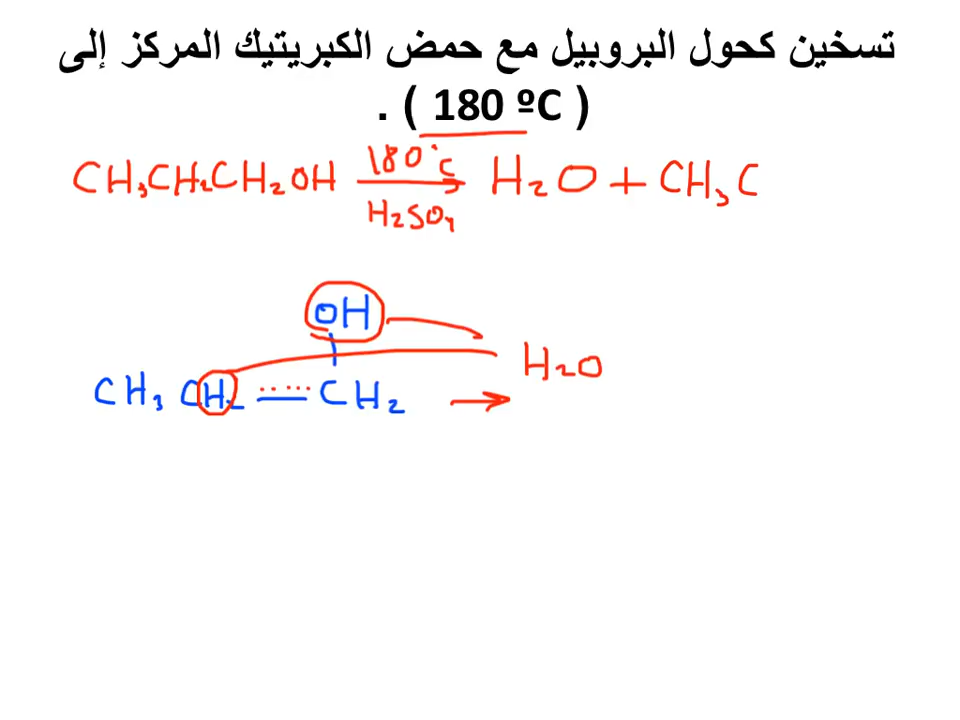 تسخين كحول البروبيل مع حمض الكبريتيك المركز إلى
( 180 ºC ) .
CH₃CH₂CH₂OH 180°C H₂SO₄ H₂O + CH₃C
OH
CH₃ CH₂ CH₂ → H₂O